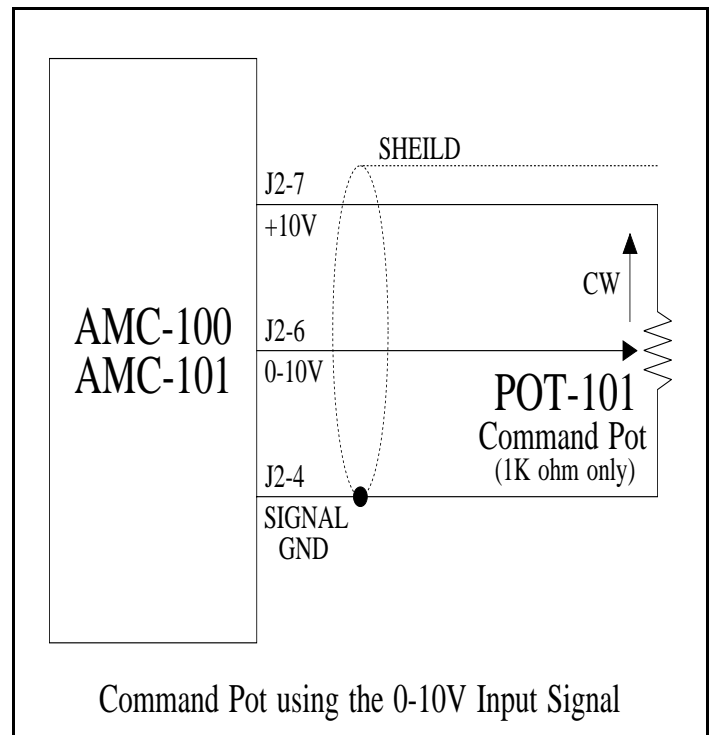 SHEILD
J2-7
+10V
CW
AMC-100
AMC-101
J2-6
0-10V
POT-101
Command Pot
(1K ohm only)
J2-4
SIGNAL
GND
Command Pot using the 0-10V Input Signal